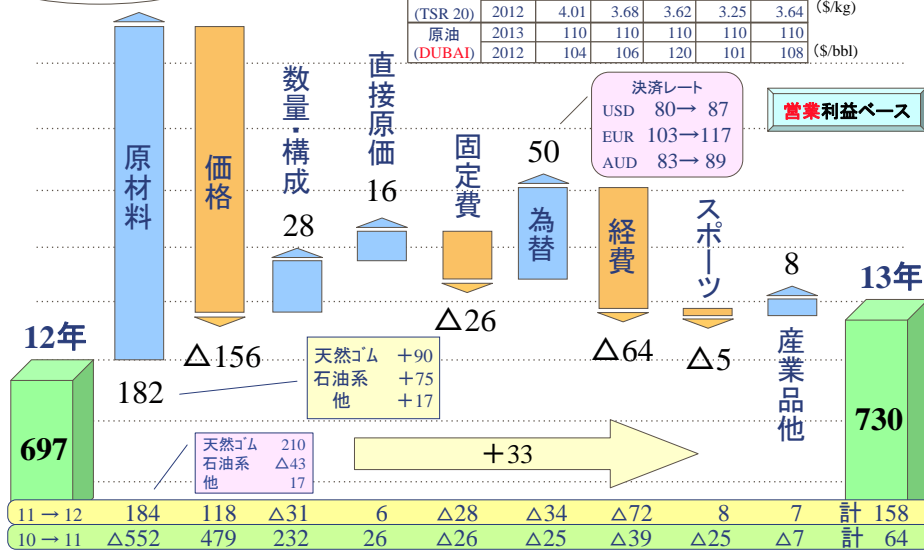 (TSR 20) 2012 4.01 3.68 3.62 3.25 3.64 ($/kg)
原油 2013 110 110 110 110 110
(DUBAI) 2012 104 106 120 101 108 ($/bbl)
決済レート
USD 80→ 87
EUR 103→117
AUD 83→ 89
営業利益ベース
原材料
182
価格
△156
数量・構成
28
直接原価
16
固定費
△26
為替
50
経費
△64
スポーツ
△5
産業品他
8
12年
697
13年
730
天然ゴム +90
石油系 +75
他 +17
天然ゴム 210
石油系 △43
他 17
+33
11 → 12 184 118 △31 6 △28 △34 △72 8 7 計 158
10 → 11 △552 479 232 26 △26 △25 △39 △25 △7 計 64